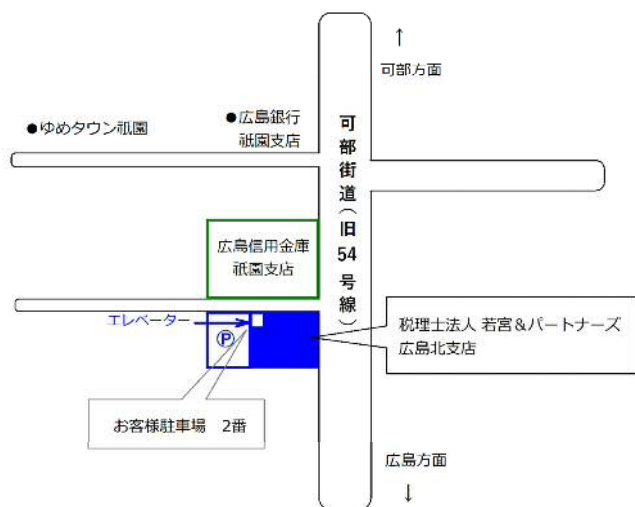 ↑
可部方面
●ゆめタウン祇園
●広島銀行
祇園支店
可部街道(旧54号線)
広島信用金庫
祇園支店
エレベーター
P
税理士法人 若宮&パートナーズ
広島北支店
お客様駐車場 2番
広島方面
↓